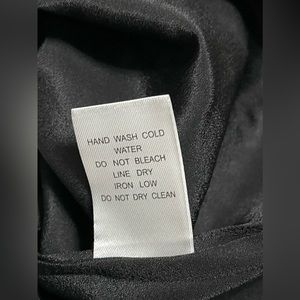 HAND WASH COLD
WATER
DO NOT BLEACH
LINE DRY
IRON LOW
DO NOT DRY CLEAN